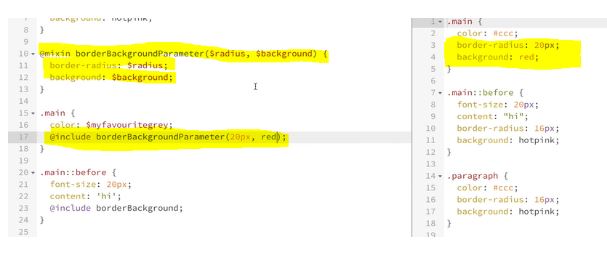 background: hotpink;
8 }
9
10 @mixin borderBackgroundParameter($radius, $background) {
11 border-radius: $radius;
12 background: $background;
13 }
14
15 .main {
16 color: $myfavouritegrey;
17 @include borderBackgroundParameter(20px, red);
18 }
19
20 .main::before {
21 font-size: 20px;
22 content: 'hi';
23 @include borderBackground;
24 }
25
1 .main {
2 color: #ccc;
3 border-radius: 20px;
4 background: red;
5 }
6
7 .main::before {
8 font-size: 20px;
9 content: "hi";
10 border-radius: 16px;
11 background: hotpink;
12 }
13
14 .paragraph {
15 color: #ccc;
16 border-radius: 16px;
17 background: hotpink;
18 }
19